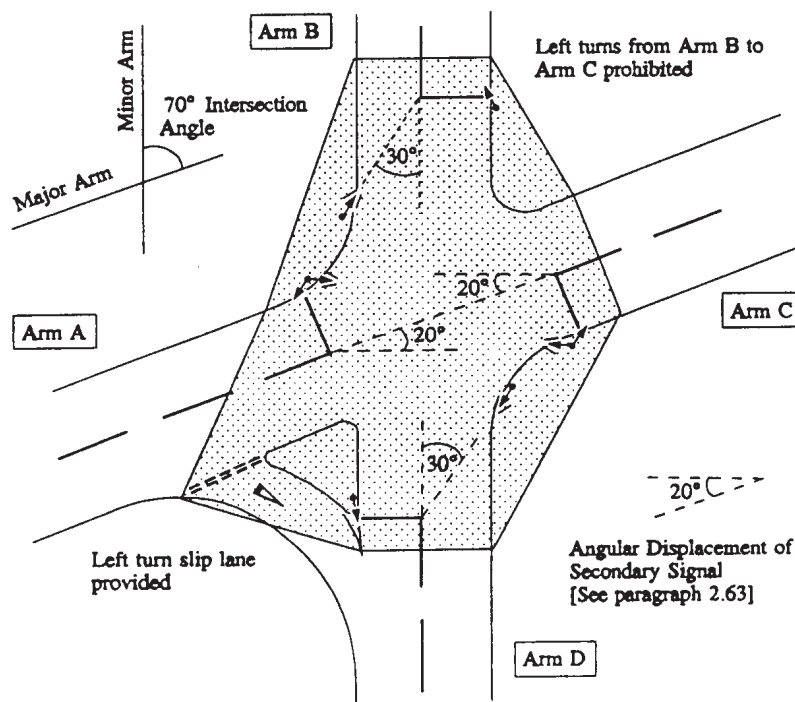 Arm B
Left turns from Arm B to
Arm C prohibited
Minor Arm
70° Intersection
Angle
Major Arm
30°
20°
Arm A
20°
Arm C
30°
20°
Left turn slip lane
provided
Angular Displacement of
Secondary Signal
[See paragraph 2.63]
Arm D